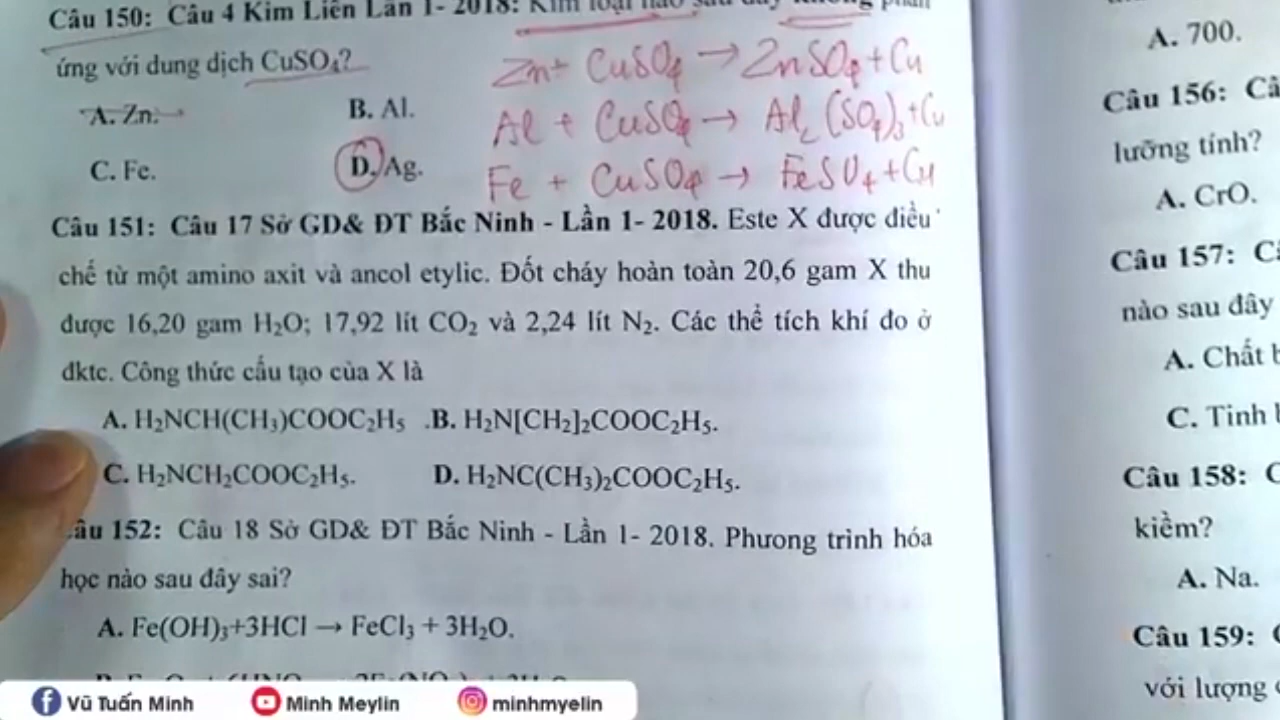 Câu 150: Câu 4 Kim Liên Lần 1- 2018: Kim loại nào sau đây không phản
ứng với dung dịch CuSO₄?
A. Zn.
B. Al.
C. Fe.
D. Ag.
Zn + CuSO₄ → ZnSO₄ + Cu
Al + CuSO₄ → Al₂(SO₄)₃ + Cu
Fe + CuSO₄ → FeSO₄ + Cu
Câu 151: Câu 17 Sở GD& ĐT Bắc Ninh - Lần 1- 2018. Este X được điều
chế từ một amino axit và ancol etylic. Đốt cháy hoàn toàn 20,6 gam X thu
được 16,20 gam H₂O; 17,92 lít CO₂ và 2,24 lít N₂. Các thể tích khí đo ở
đktc. Công thức cấu tạo của X là
A. H₂NCH(CH₃)COOC₂H₅ .B. H₂N[CH₂]₂COOC₂H₅.
C. H₂NCH₂COOC₂H₅. D. H₂NC(CH₃)₂COOC₂H₅.
âu 152: Câu 18 Sở GD& ĐT Bắc Ninh - Lần 1- 2018. Phương trình hóa
học nào sau đây sai?
A. Fe(OH)₃+3HCl → FeCl₃ + 3H₂O.
A. 700.
Câu 156: Câ
lưỡng tính?
A. CrO.
Câu 157: C
nào sau đây
A. Chất
C. Tinh
Câu 158: C
kiềm?
A. Na.
Câu 159:
với lượng
Vũ Tuấn Minh
Minh Meylin
minhmyelin